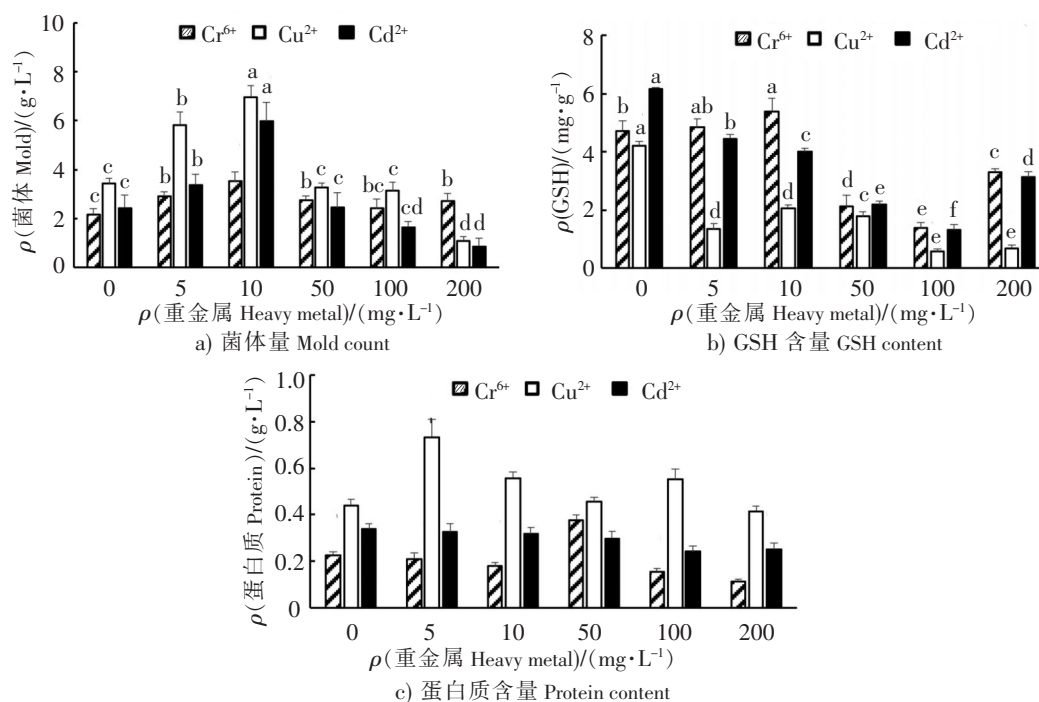 10
8
6
4
2
0
ρ(菌体 Mold)/(g·L⁻¹)
Cr⁶⁺ Cu²⁺ Cd²⁺
c c c
b b b
a a
b c c
bc c cd
b d d
0 5 10 50 100 200
ρ(重金属 Heavy metal)/(mg·L⁻¹)
a) 菌体量 Mold count
8
6
4
2
0
ρ(GSH)/(mg·g⁻¹)
Cr⁶⁺ Cu²⁺ Cd²⁺
b a a
ab d b
a d c
d c e
e e f
c e d
0 5 10 50 100 200
ρ(重金属 Heavy metal)/(mg·L⁻¹)
b) GSH 含量 GSH content
1.0
0.8
0.6
0.4
0.2
0
ρ(蛋白质 Protein)/(g·L⁻¹)
Cr⁶⁺ Cu²⁺ Cd²⁺
0 5 10 50 100 200
ρ(重金属 Heavy metal)/(mg·L⁻¹)
c) 蛋白质含量 Protein content